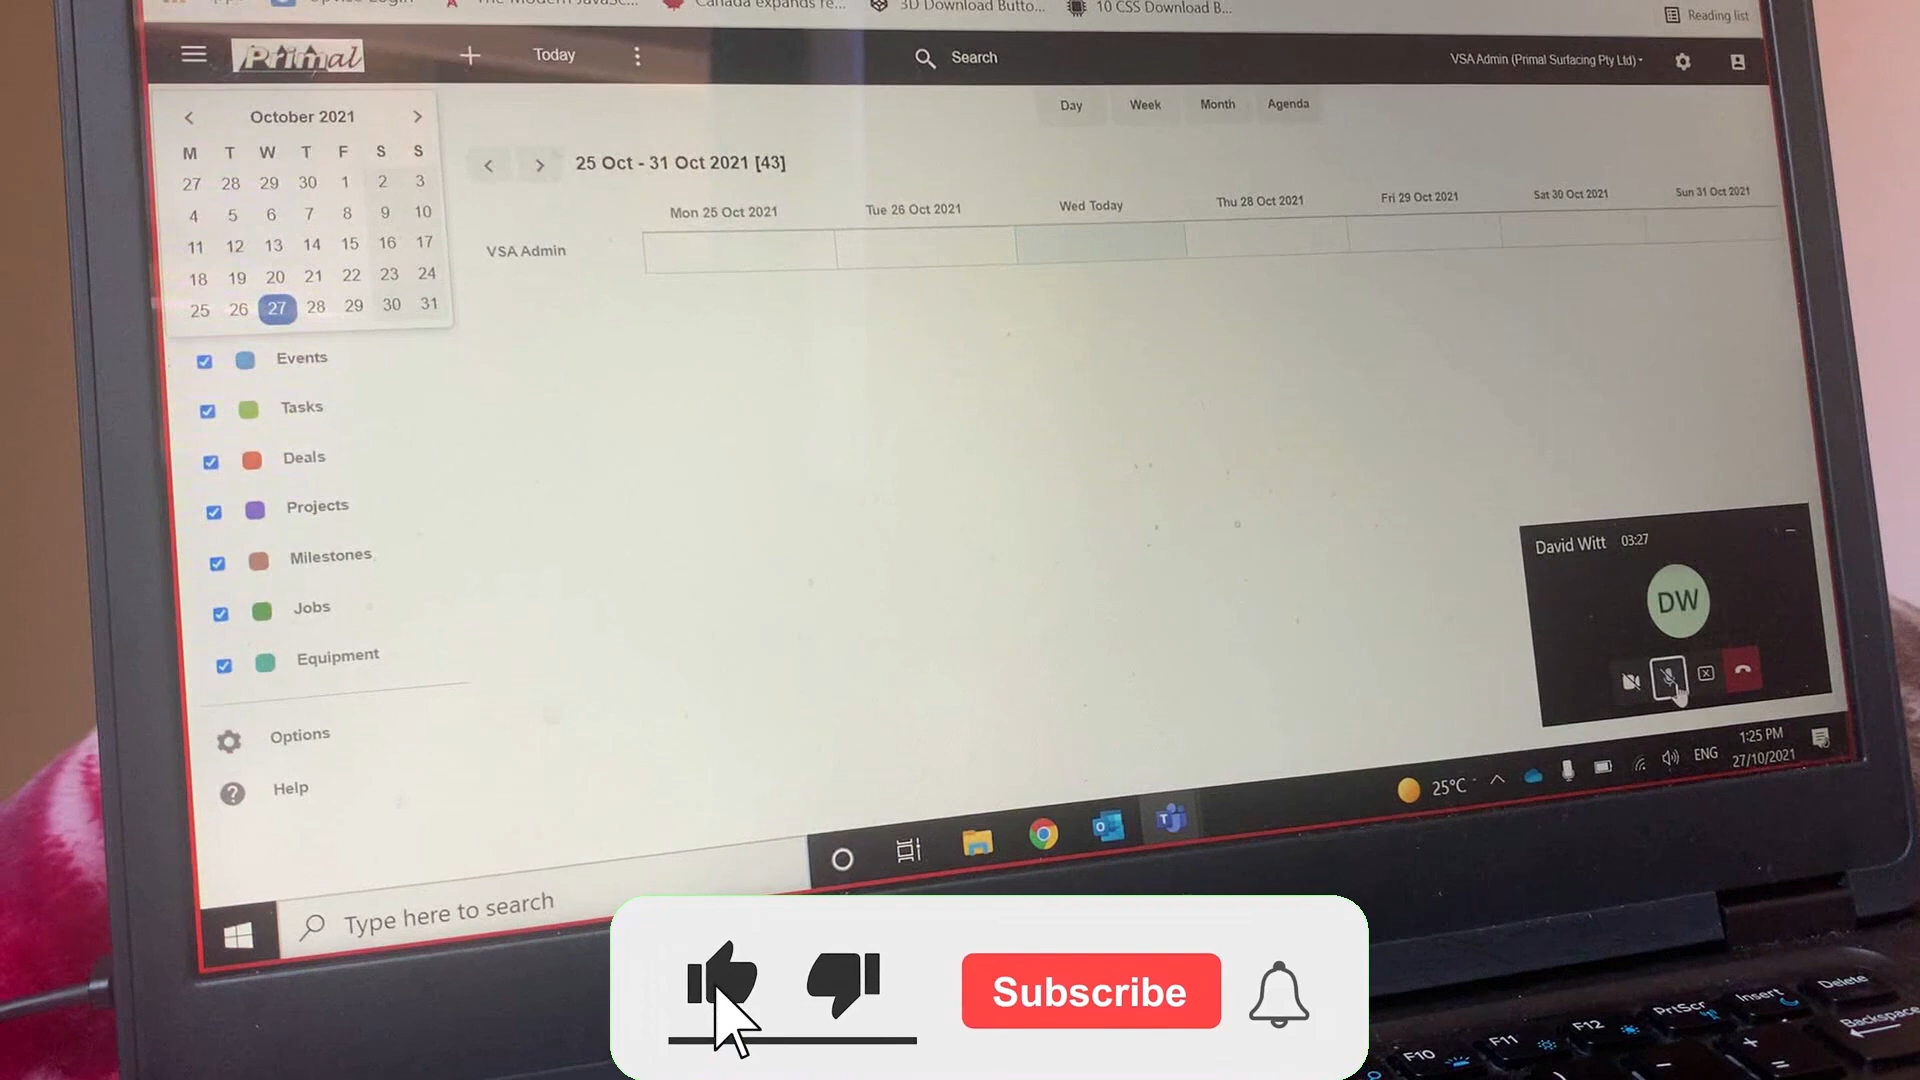 10 CSS Download B...
3D Download Butto...
Canada expands re...
Reading list
Primal
Today
Search
VSA Admin (Primal Surfacing Pty Ltd)
October 2021
M T W T F S S
27 28 29 30 1 2 3
4 5 6 7 8 9 10
11 12 13 14 15 16 17
18 19 20 21 22 23 24
25 26 27 28 29 30 31
Day Week Month Agenda
25 Oct - 31 Oct 2021 [43]
Mon 25 Oct 2021 Tue 26 Oct 2021 Wed Today Thu 28 Oct 2021 Fri 29 Oct 2021 Sat 30 Oct 2021 Sun 31 Oct 2021
VSA Admin
Events
Tasks
Deals
Projects
Milestones
Jobs
Equipment
Options
Help
David Witt 03:27
DW
25°C
ENG
1:25 PM
27/10/2021
Type here to search
Subscribe
F10 F11 F12 PrtScr Insert Delete
Backspace